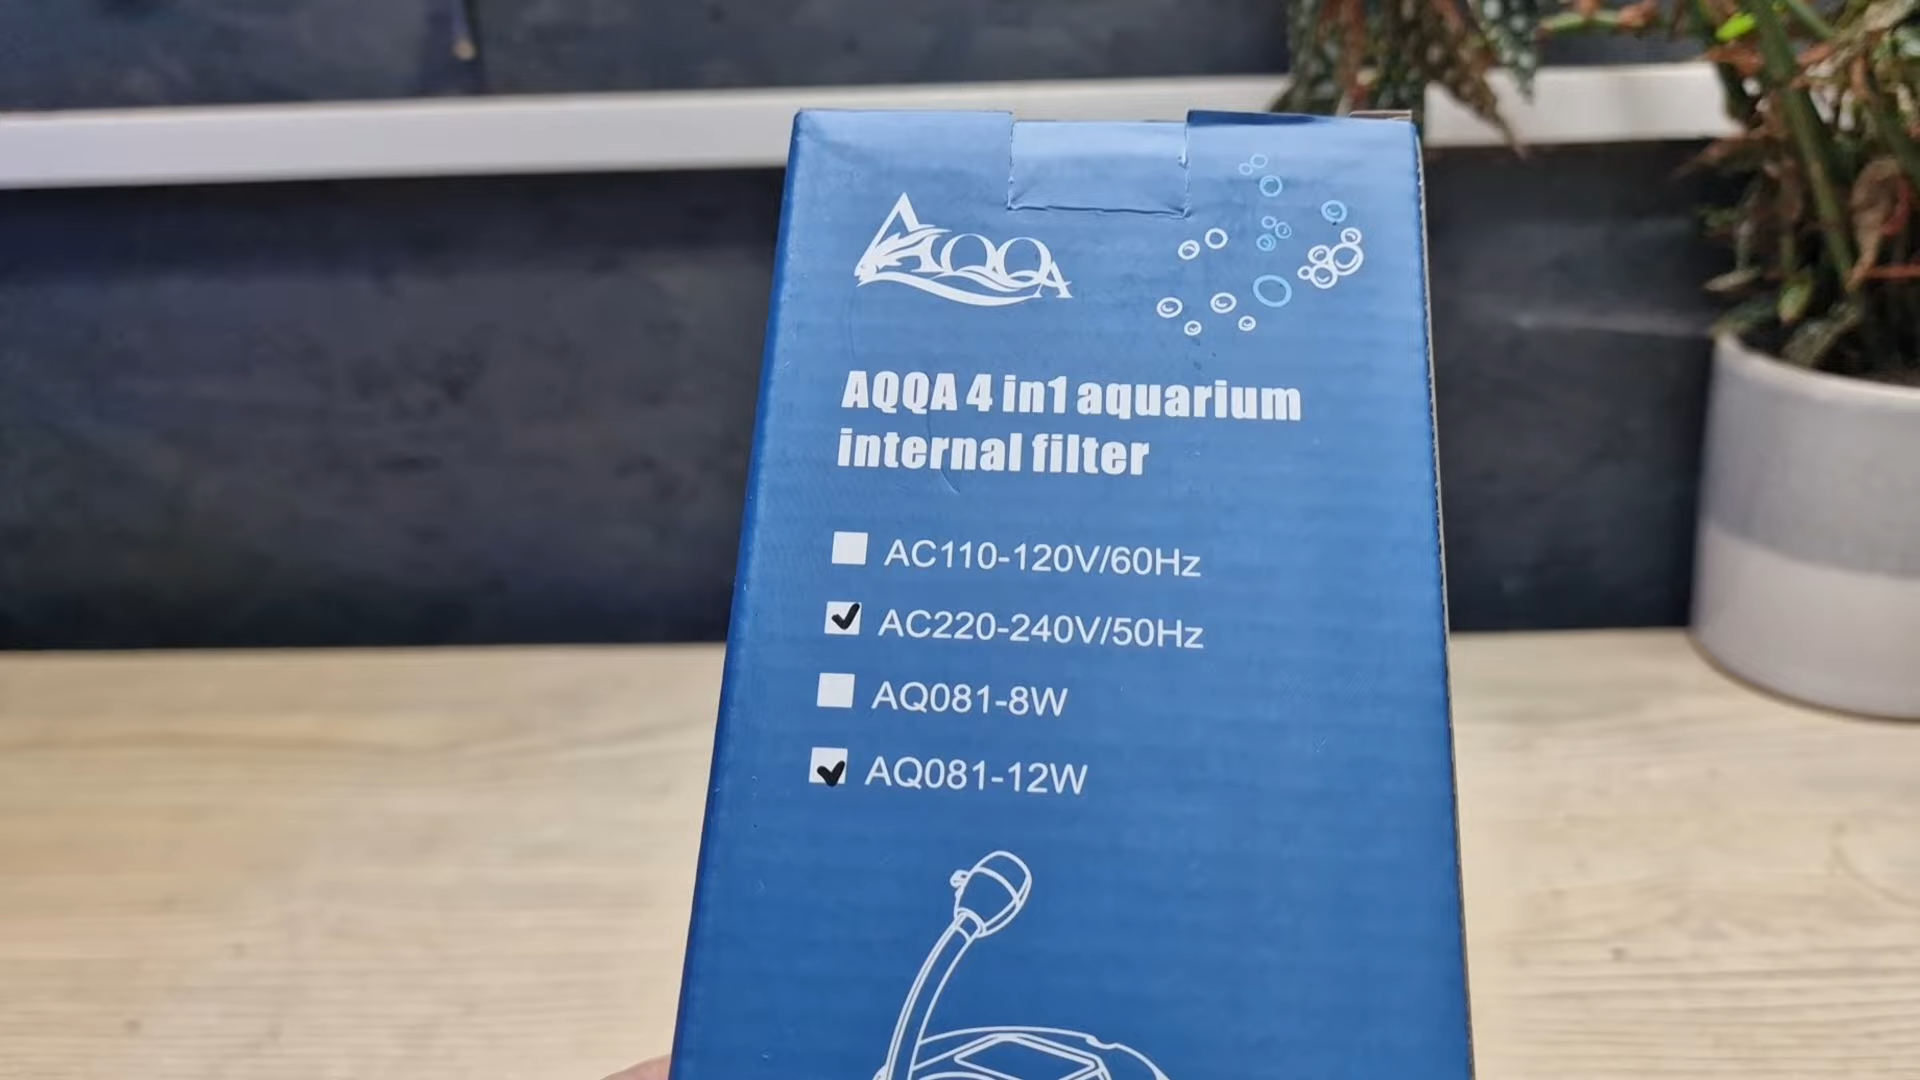 AQQA
AQQA 4 in1 aquarium
internal filter
AC110-120V/60Hz
AC220-240V/50Hz
AQ081-8W
AQ081-12W